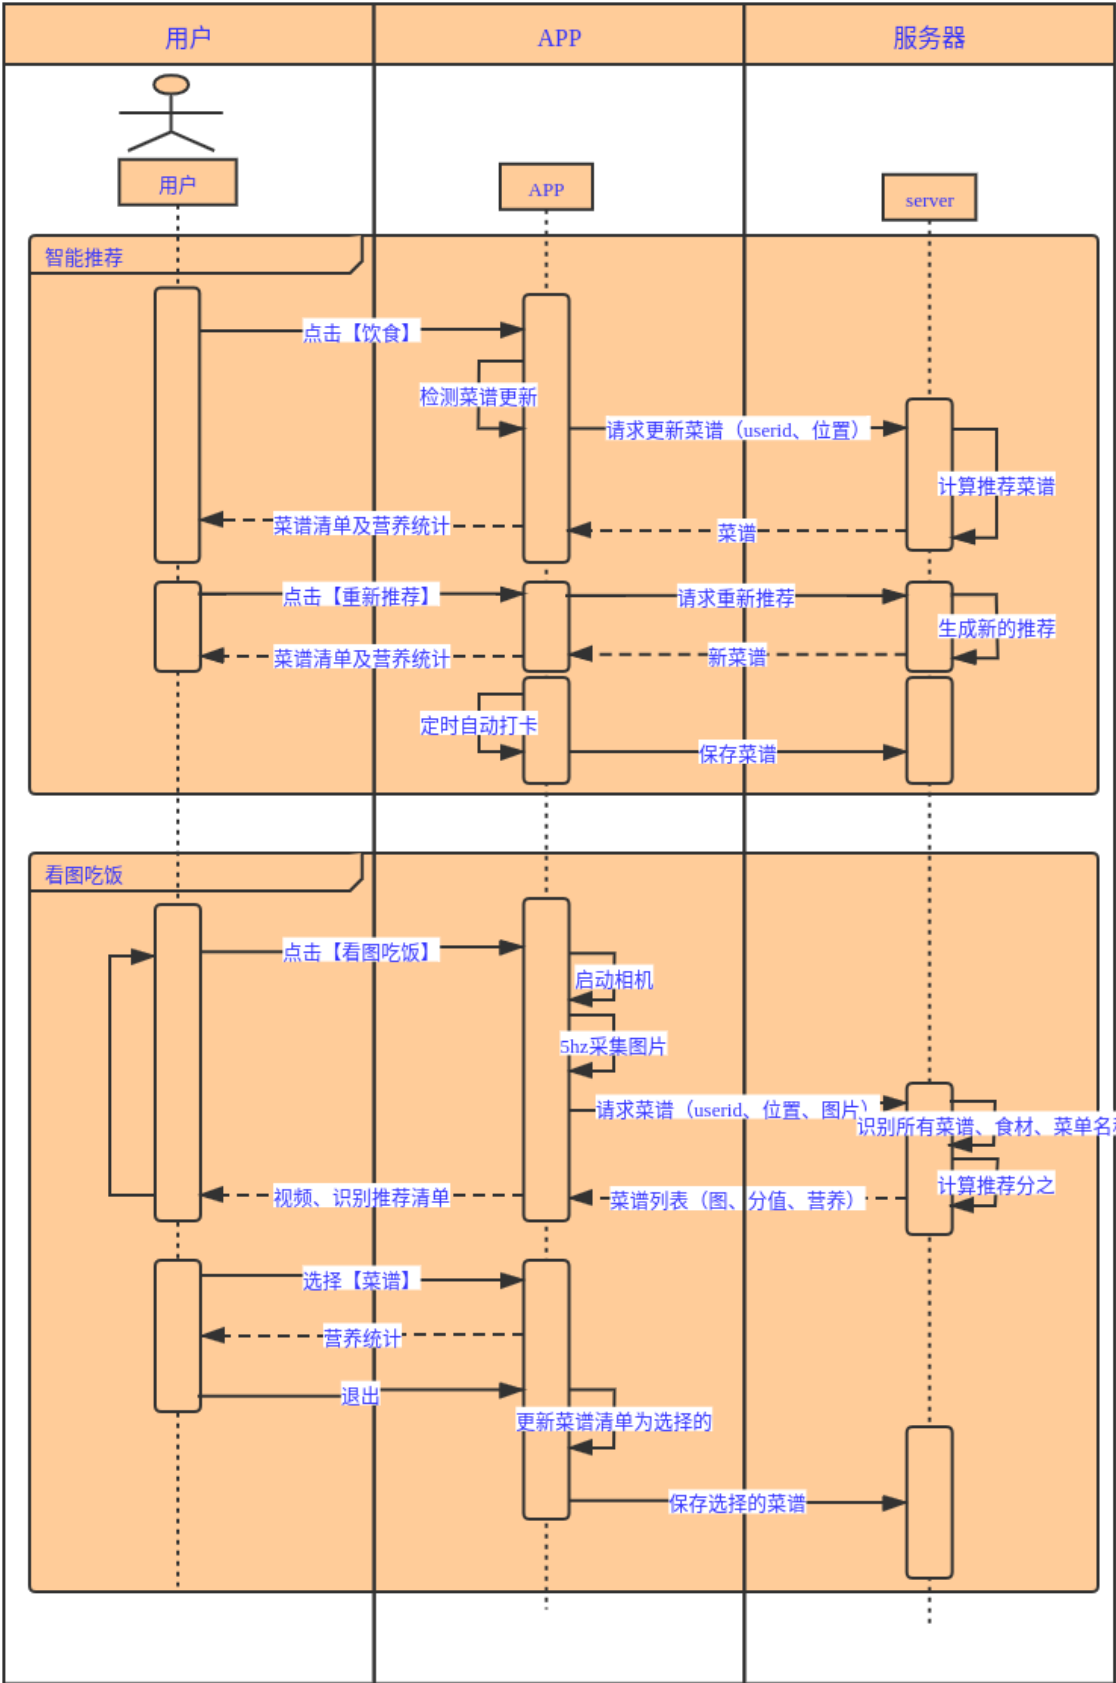 用户
APP
服务器
用户
APP
server
智能推荐
点击【饮食】
检测菜谱更新
请求更新菜谱（userid、位置）
计算推荐菜谱
菜谱清单及营养统计
菜谱
点击【重新推荐】
请求重新推荐
生成新的推荐
菜谱清单及营养统计
新菜谱
定时自动打卡
保存菜谱
看图吃饭
点击【看图吃饭】
启动相机
5hz采集图片
请求菜谱（userid、位置、图片）
识别所有菜谱、食材、菜单名
计算推荐分之
视频、识别推荐清单
菜谱列表（图、分值、营养）
选择【菜谱】
营养统计
退出
更新菜谱清单为选择的
保存选择的菜谱